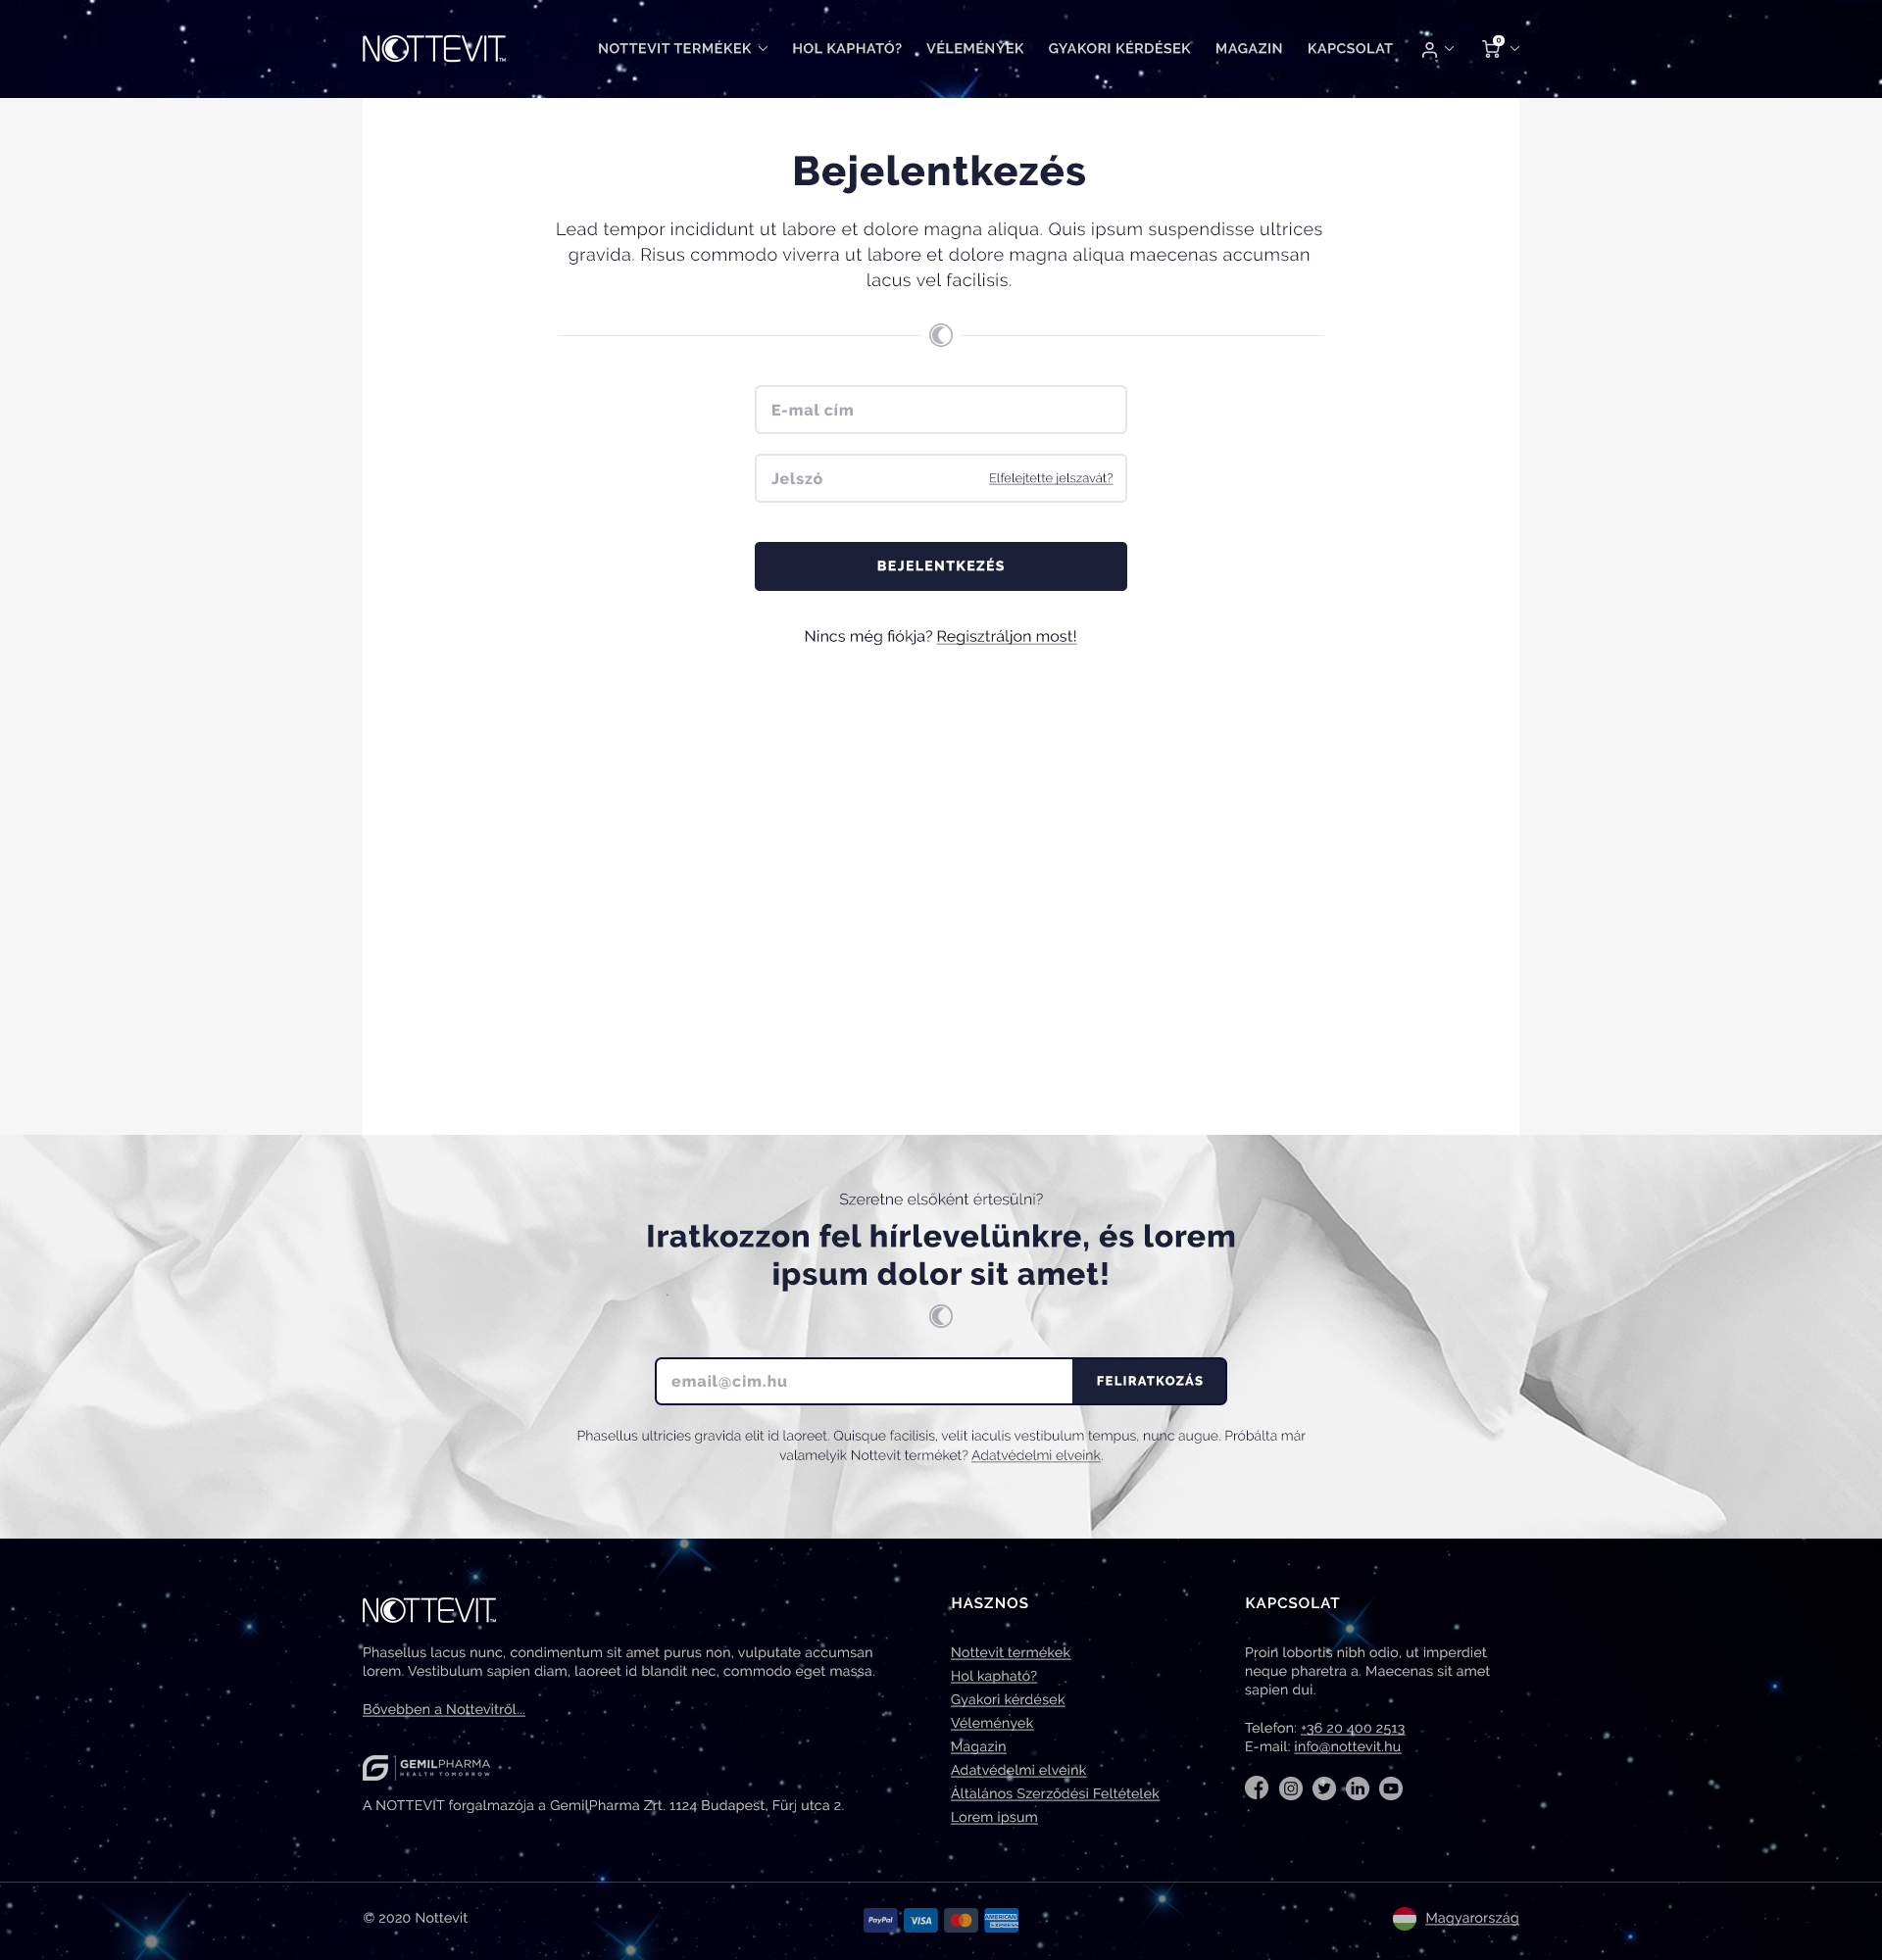 NOTTEVIT™
NOTTEVIT TERMÉKEK HOL KAPHATÓ? VÉLEMÉNYEK GYAKORI KÉRDÉSEK MAGAZIN KAPCSOLAT 0
Bejelentkezés
Lead tempor incididunt ut labore et dolore magna aliqua. Quis ipsum suspendisse ultrices
gravida. Risus commodo viverra ut labore et dolore magna aliqua maecenas accumsan
lacus vel facilisis.
E-mal cím
Jelszó Elfelejtette jelszavát?
BEJELENTKEZÉS
Nincs még fiókja? Regisztráljon most!
Szeretne elsőként értesülni?
Iratkozzon fel hírlevelünkre, és lorem
ipsum dolor sit amet!
email@cim.hu FELIRATKOZÁS
Phasellus ultricies gravida elit id laoreet. Quisque facilisis, velit iaculis vestibulum tempus, nunc augue. Próbálta már
valamelyik Nottevit terméket? Adatvédelmi elveink.
NOTTEVIT™
Phasellus lacus nunc, condimentum sit amet purus non, vulputate accumsan
lorem. Vestibulum sapien diam, laoreet id blandit nec, commodo eget massa.
Bővebben a Nottevitről...
GEMILPHARMA
HEALTH TOMORROW
A NOTTEVIT forgalmazója a GemilPharma Zrt. 1124 Budapest, Fürj utca 2.
HASZNOS
Nottevit termékek
Hol kapható?
Gyakori kérdések
Vélemények
Magazin
Adatvédelmi elveink
Általános Szerződési Feltételek
Lorem ipsum
KAPCSOLAT
Proin lobortis nibh odio, ut imperdiet
neque pharetra a. Maecenas sit amet
sapien dui.
Telefon: +36 20 400 2513
E-mail: info@nottevit.hu
© 2020 Nottevit
PayPal VISA AMERICAN EXPRESS
Magyarország